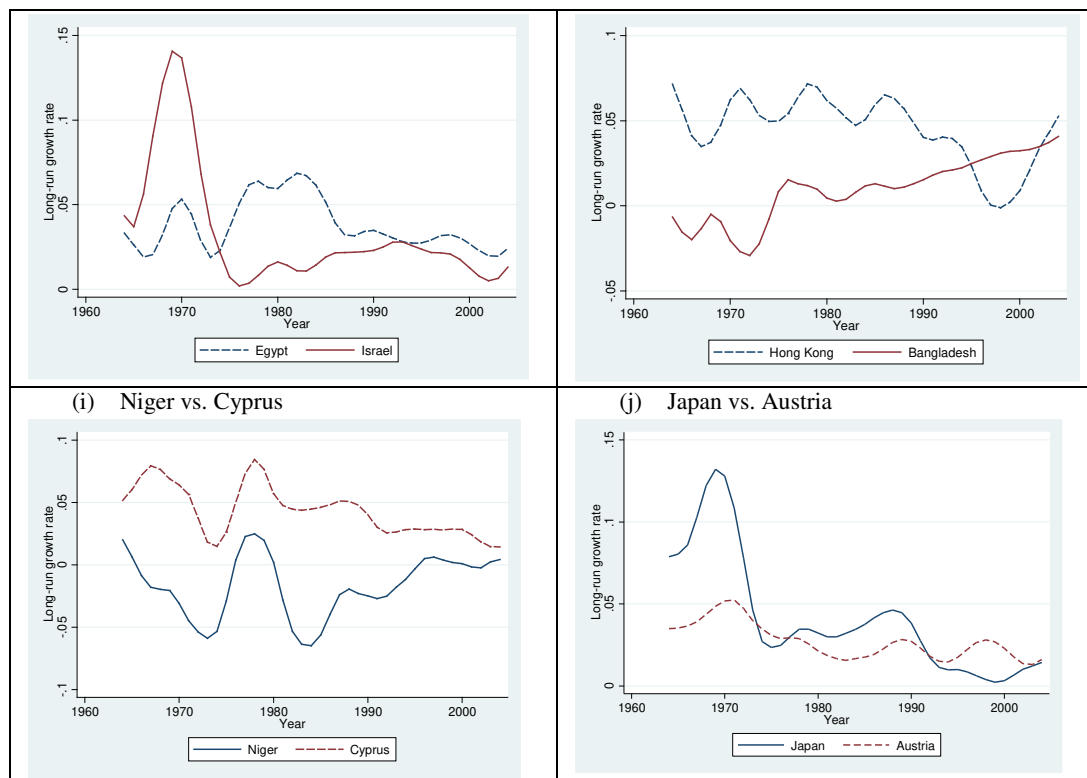 .15
.1
.05
0
Long-run growth rate
1960 1970 1980 1990 2000
Year
Egypt Israel
.1
.05
0
-.05
Long-run growth rate
1960 1970 1980 1990 2000
Year
Hong Kong Bangladesh
(i) Niger vs. Cyprus
.1
.05
0
-.05
-.1
Long-run growth rate
1960 1970 1980 1990 2000
Year
Niger Cyprus
(j) Japan vs. Austria
.15
.1
.05
0
Long-run growth rate
1960 1970 1980 1990 2000
Year
Japan Austria